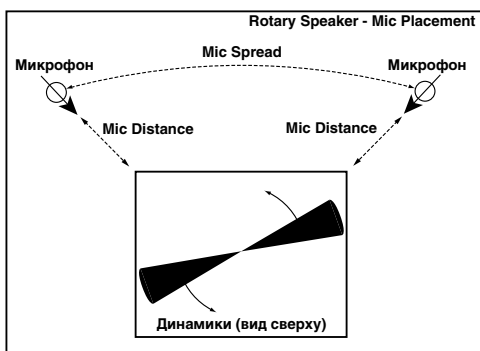 Rotary Speaker - Mic Placement
Mic Spread
Микрофон
Микрофон
Mic Distance
Mic Distance
Динамики (вид сверху)